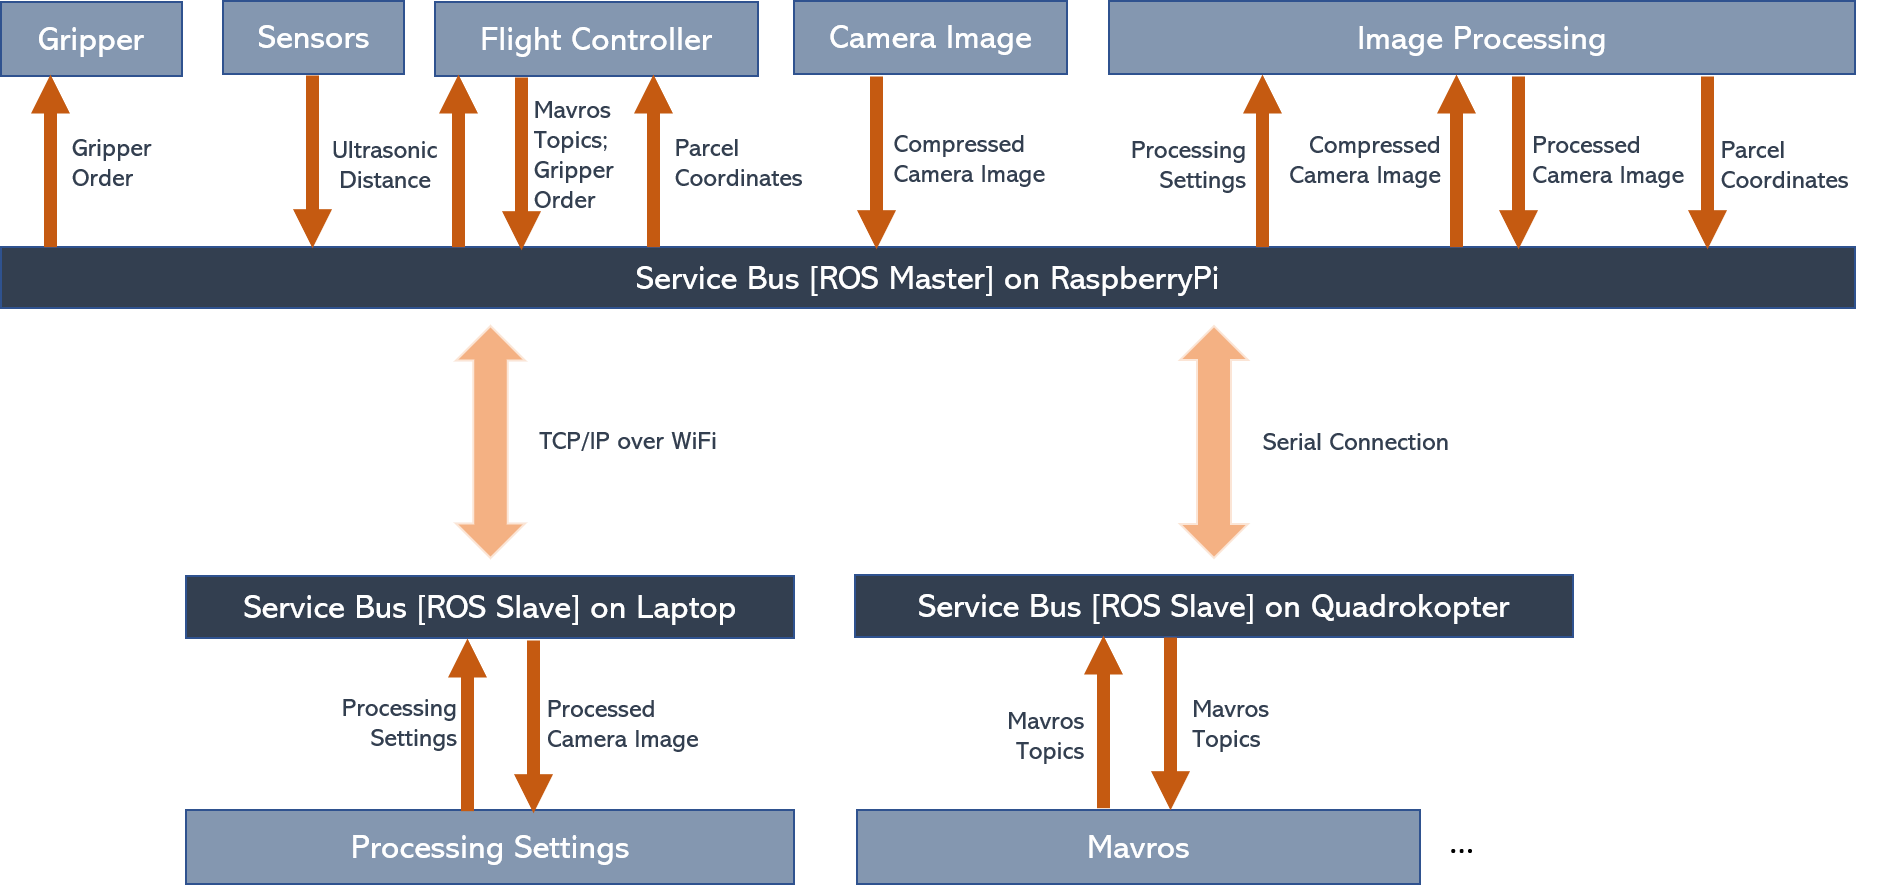 Gripper
Sensors
Flight Controller
Camera Image
Image Processing
Gripper
Order
Ultrasonic
Distance
Mavros
Topics;
Gripper
Order
Parcel
Coordinates
Compressed
Camera Image
Processing
Settings
Compressed
Camera Image
Processed
Camera Image
Parcel
Coordinates
Service Bus [ROS Master] on RaspberryPi
TCP/IP over WiFi
Serial Connection
Service Bus [ROS Slave] on Laptop
Service Bus [ROS Slave] on Quadrokopter
Processing
Settings
Processed
Camera Image
Mavros
Topics
Mavros
Topics
Processing Settings
Mavros
...